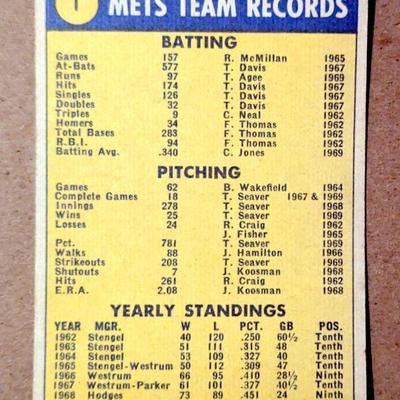 1
METS TEAM RECORDS
BATTING
Games 157 R. McMillan 1965
At-Bats 577 T. Davis 1967
Runs 97 T. Agee 1969
Hits 174 T. Davis 1967
Singles 126 T. Davis 1967
Doubles 32 T. Davis 1967
Triples 9 C. Neal 1962
Homers 34 F. Thomas 1962
Total Bases 283 F. Thomas 1962
R.B.I. 94 F. Thomas 1962
Batting Avg. .340 C. Jones 1969
PITCHING
Games 62 B. Wakefield 1964
Complete Games 18 T. Seaver 1967 & 1969
Innings 278 T. Seaver 1968
Wins 25 T. Seaver 1969
Losses 24 R. Craig 1962
J. Fisher 1965
Pct. 781 T. Seaver 1969
Walks 88 J. Hamilton 1966
Strikeouts 208 T. Seaver 1969
Shutouts 7 J. Koosman 1968
Hits 261 R. Craig 1962
E.R.A. 2.08 J. Koosman 1968
YEARLY STANDINGS
YEAR MGR. W L PCT. GB POS.
1962 Stengel 40 120 .250 60½ Tenth
1963 Stengel 51 111 .315 48 Tenth
1964 Stengel 53 109 .327 40 Tenth
1965 Stengel-Westrum 50 112 .309 47 Tenth
1966 Westrum 66 95 .410 28½ Ninth
1967 Westrum-Parker 61 101 .377 40½ Tenth
1968 Hodges 73 89 .451 24 Ninth